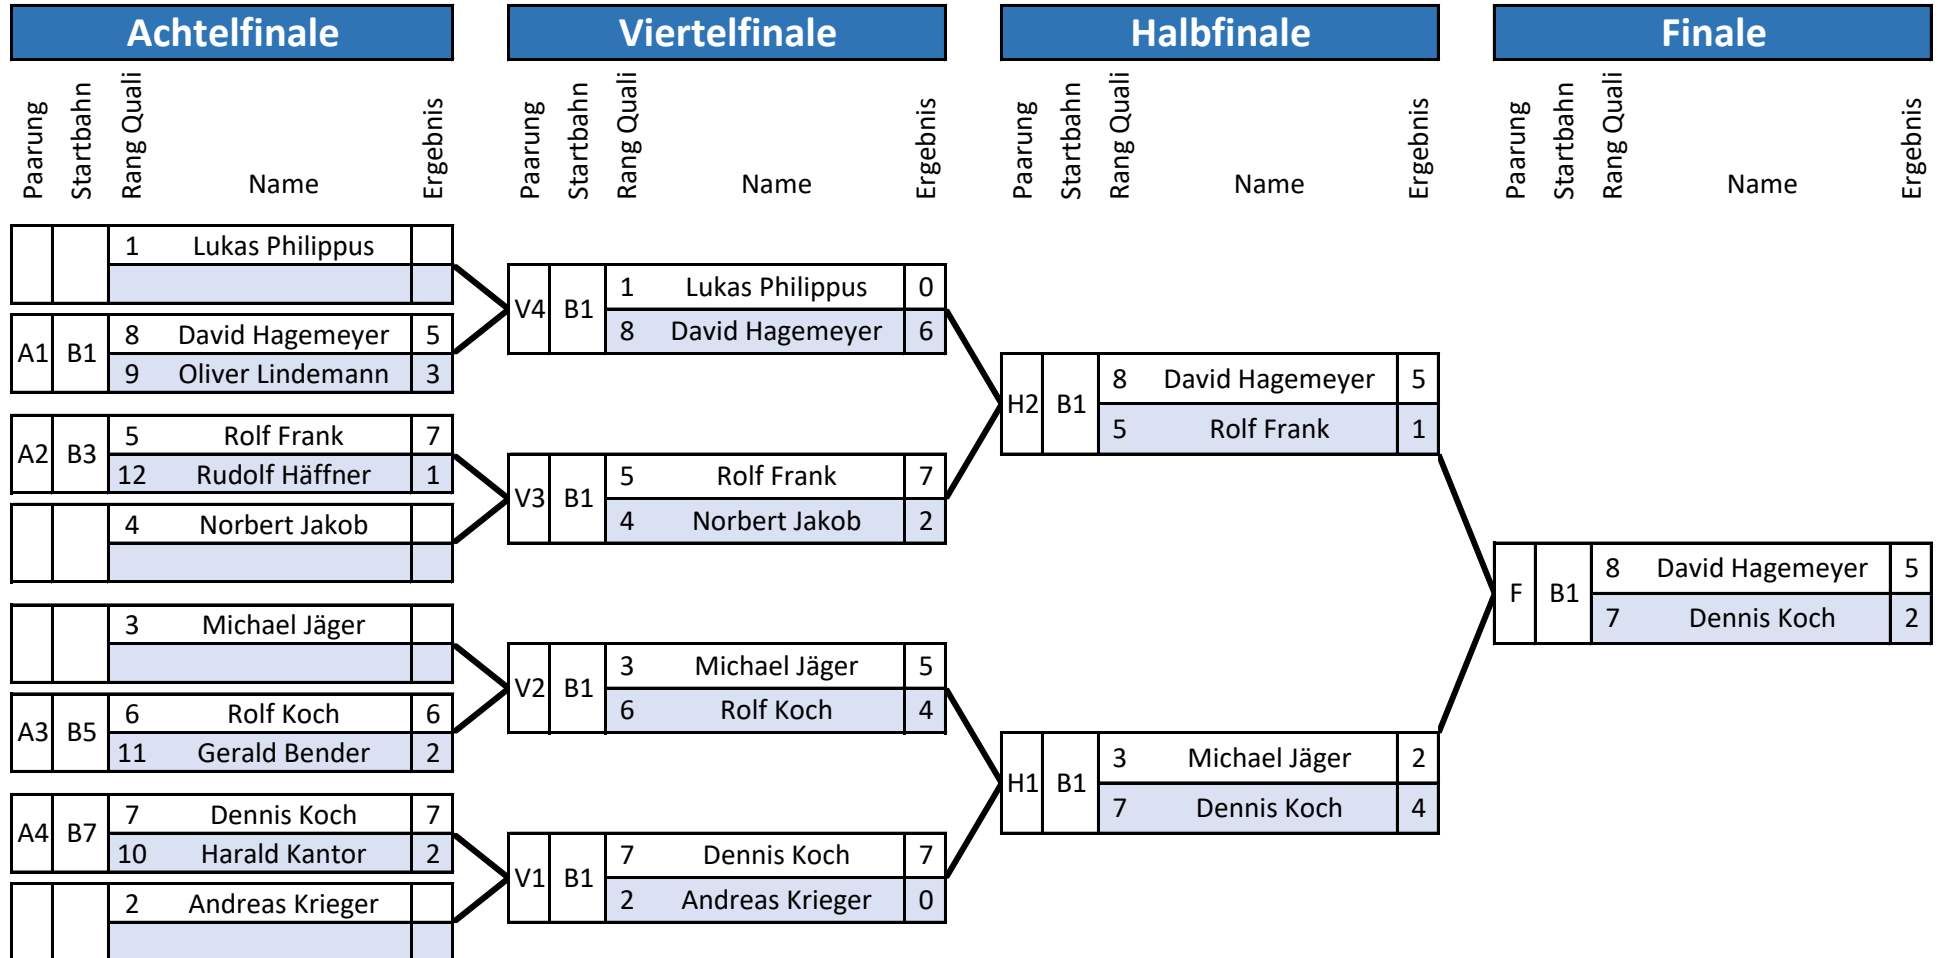 Achtelfinale Viertelfinale Halbfinale Finale
Paarung Startbahn Rang Quali Name Ergebnis Paarung Startbahn Rang Quali Name Ergebnis Paarung Startbahn Rang Quali Name Ergebnis Paarung Startbahn Rang Quali Name Ergebnis
1 Lukas Philippus
A1 B1
8 David Hagemeyer 5
9 Oliver Lindemann 3
A2 B3
5 Rolf Frank 7
12 Rudolf Häffner 1
4 Norbert Jakob
3 Michael Jäger
A3 B5
6 Rolf Koch 6
11 Gerald Bender 2
A4 B7
7 Dennis Koch 7
10 Harald Kantor 2
2 Andreas Krieger
V4 B1
1 Lukas Philippus 0
8 David Hagemeyer 6
V3 B1
5 Rolf Frank 7
4 Norbert Jakob 2
V2 B1
3 Michael Jäger 5
6 Rolf Koch 4
V1 B1
7 Dennis Koch 7
2 Andreas Krieger 0
H2 B1
8 David Hagemeyer 5
5 Rolf Frank 1
H1 B1
3 Michael Jäger 2
7 Dennis Koch 4
F B1
8 David Hagemeyer 5
7 Dennis Koch 2